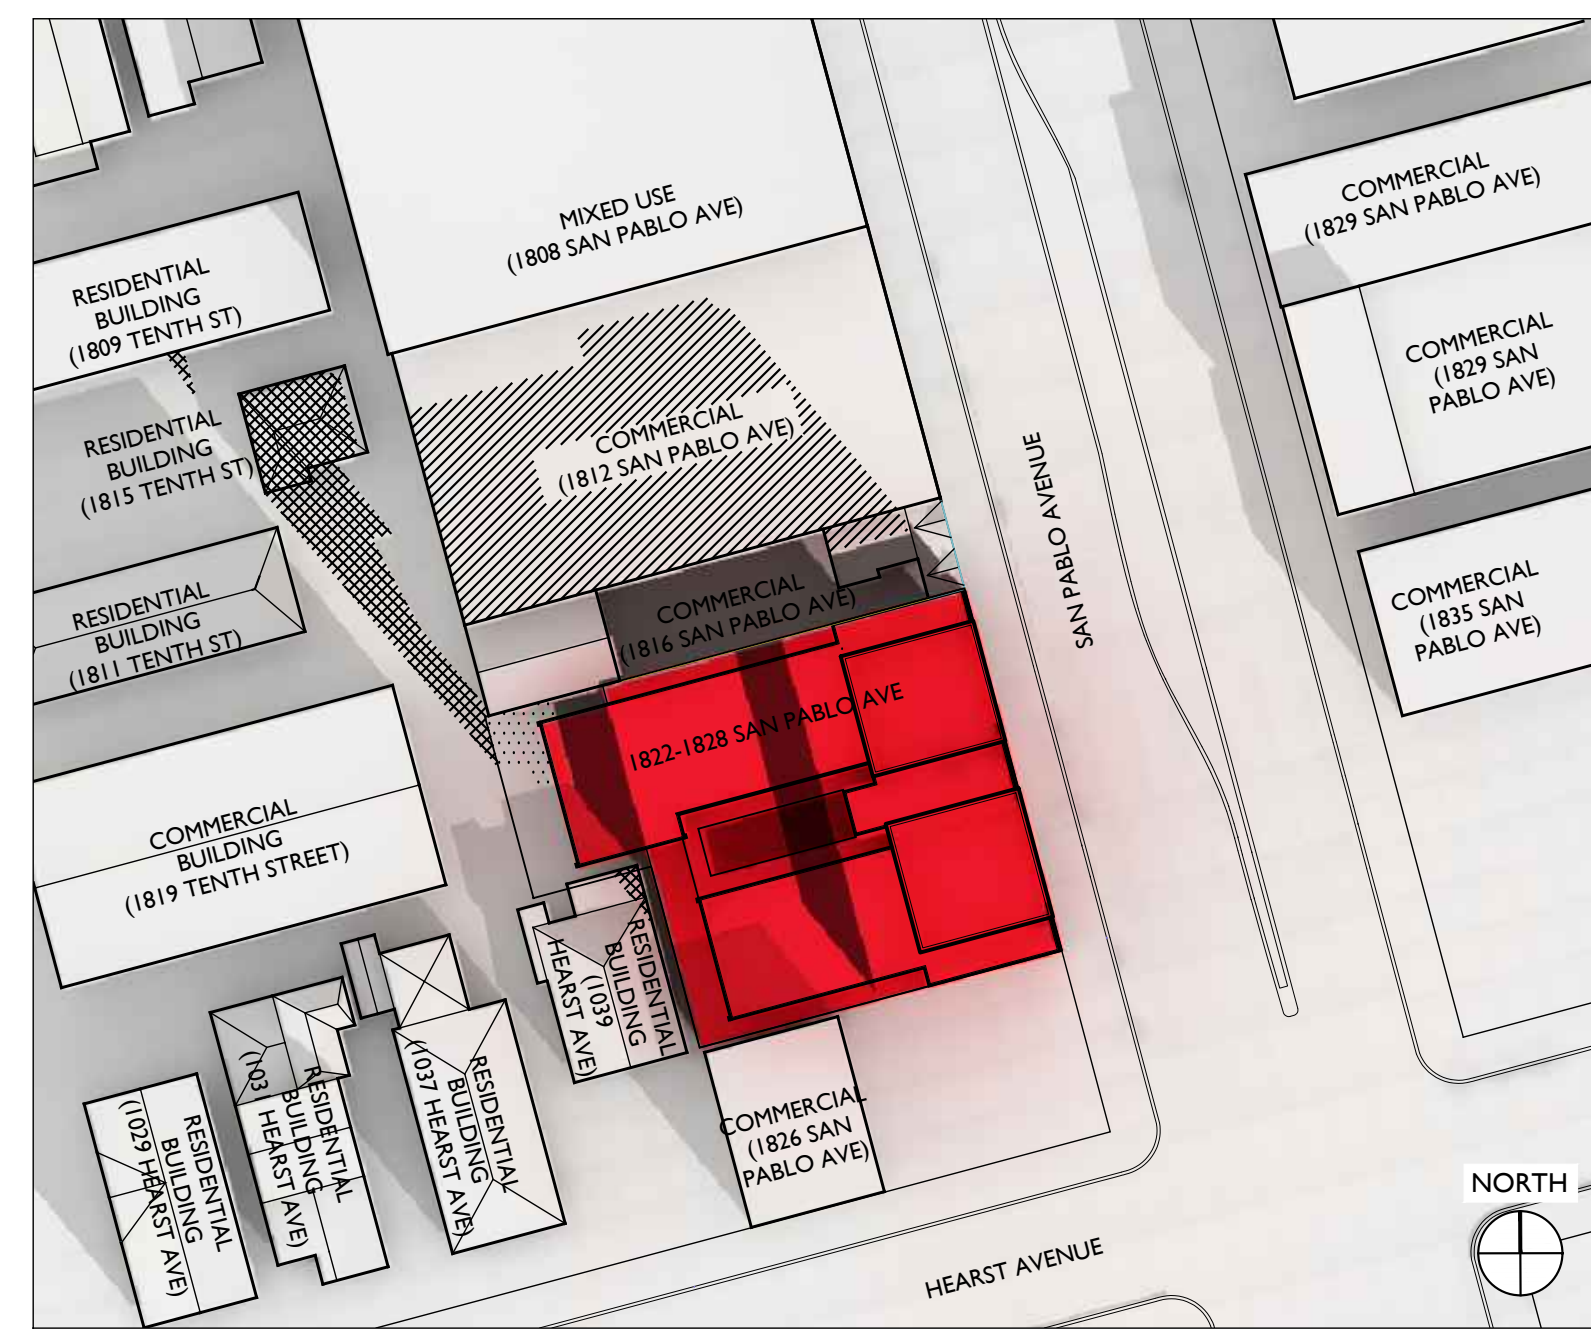 MIXED USE
(1808 SAN PABLO AVE)
COMMERCIAL
(1829 SAN PABLO AVE)
RESIDENTIAL
BUILDING
(1809 TENTH ST)
COMMERCIAL
(1829 SAN
PABLO AVE)
RESIDENTIAL
BUILDING
(1815 TENTH ST)
COMMERCIAL
(1812 SAN PABLO AVE)
SAN PABLO AVENUE
RESIDENTIAL
BUILDING
(1811 TENTH ST)
COMMERCIAL
(1816 SAN PABLO AVE)
COMMERCIAL
(1835 SAN
PABLO AVE)
1822-1828 SAN PABLO AVE
COMMERCIAL
BUILDING
(1819 TENTH STREET)
RESIDENTIAL
BUILDING
(1039
HEARST AVE)
RESIDENTIAL
BUILDING
(1037 HEARST AVE)
RESIDENTIAL
BUILDING
HEARST AVE)
RESIDENTIAL
BUILDING
(1029 HEARST AVE)
COMMERCIAL
(1826 SAN
PABLO AVE)
HEARST AVENUE
NORTH